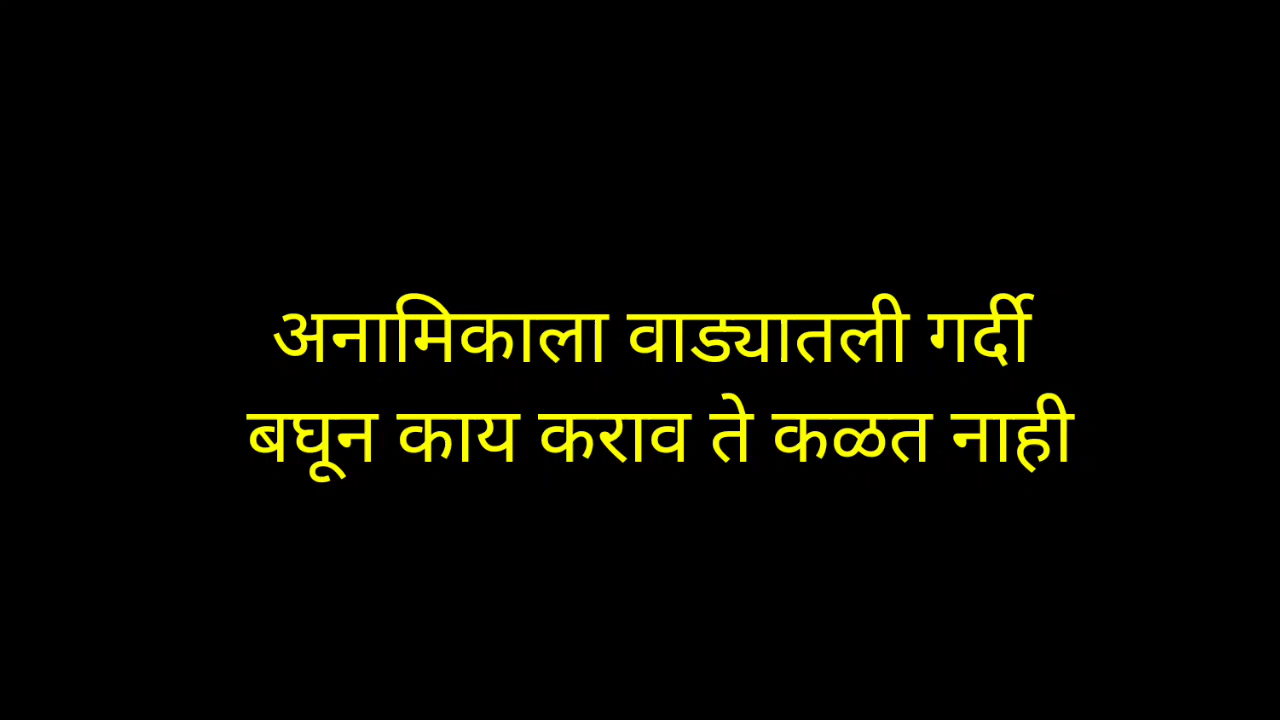 अनामिकाला वाड्यातली गर्दी
बघून काय कराव ते कळत नाही